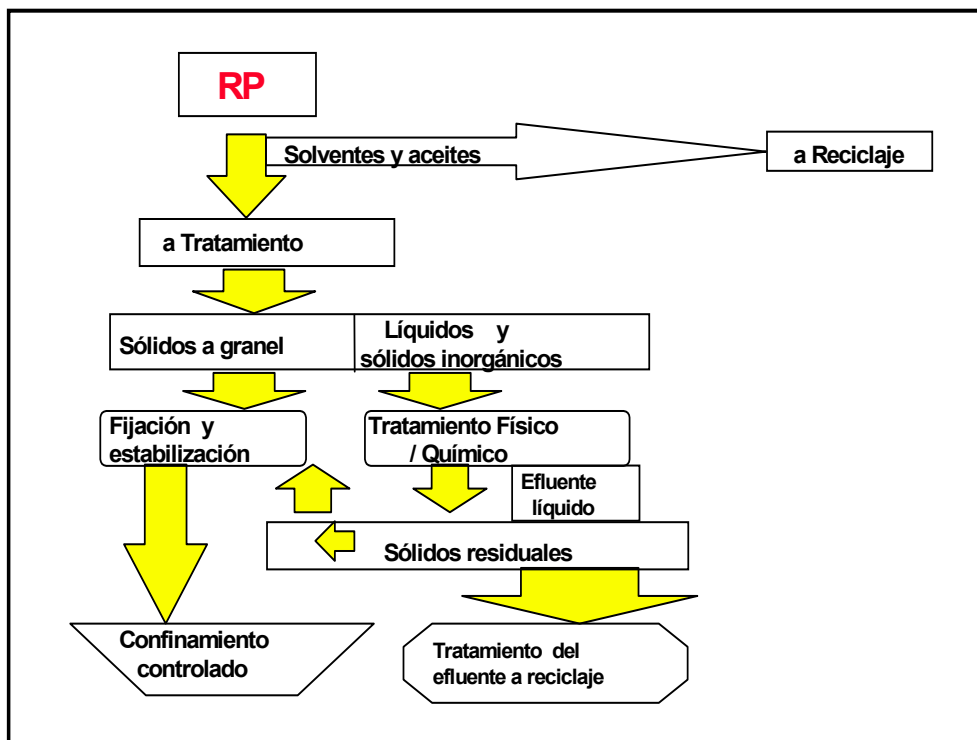 RP
Solventes y aceites
a Reciclaje
a Tratamiento
Sólidos a granel
Líquidos y
sólidos inorgánicos
Fijación y
estabilización
Tratamiento Físico
/ Químico
Efluente
líquido
Sólidos residuales
Confinamiento
controlado
Tratamiento del
efluente a reciclaje